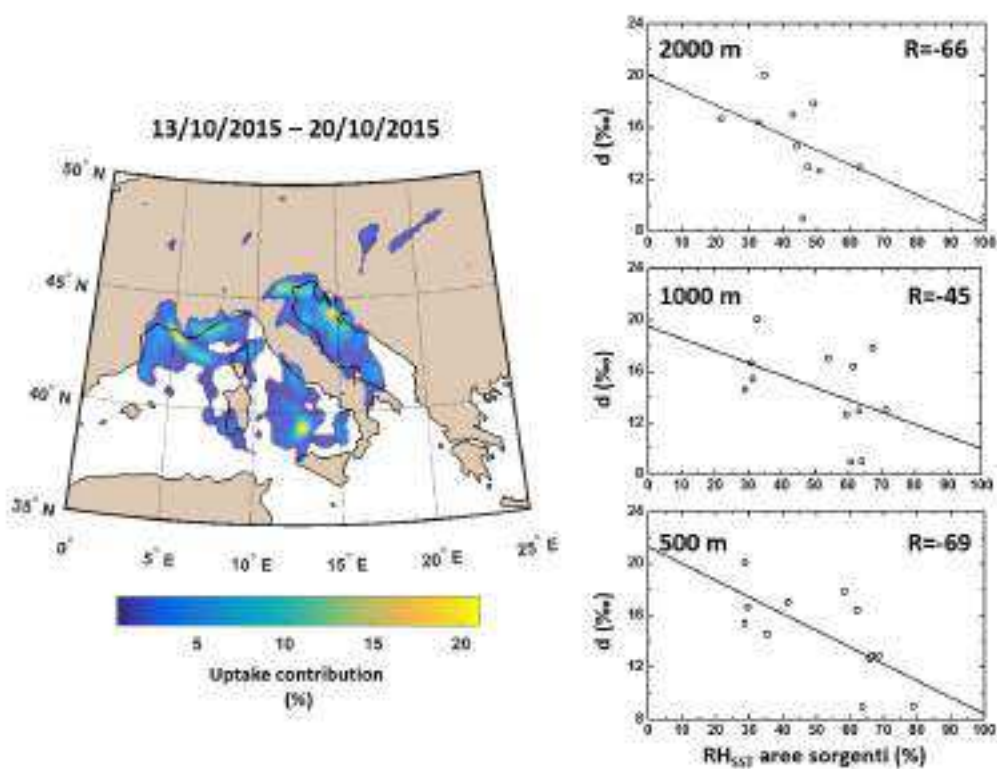 13/10/2015 – 20/10/2015
50° N
45° N
40° N
35° N
0°
5° E
10° E
15° E
20° E
25° E
5
10
15
20
Uptake contribution
(%)
2000 m
R=-66
24
20
16
12
8
d (‰)
0 10 20 30 40 50 60 70 80 90 100
1000 m
R=-45
24
20
16
12
8
d (‰)
0 10 20 30 40 50 60 70 80 90 100
500 m
R=-69
24
20
16
12
8
d (‰)
0 10 20 30 40 50 60 70 80 90 100
RH_SST aree sorgenti (%)